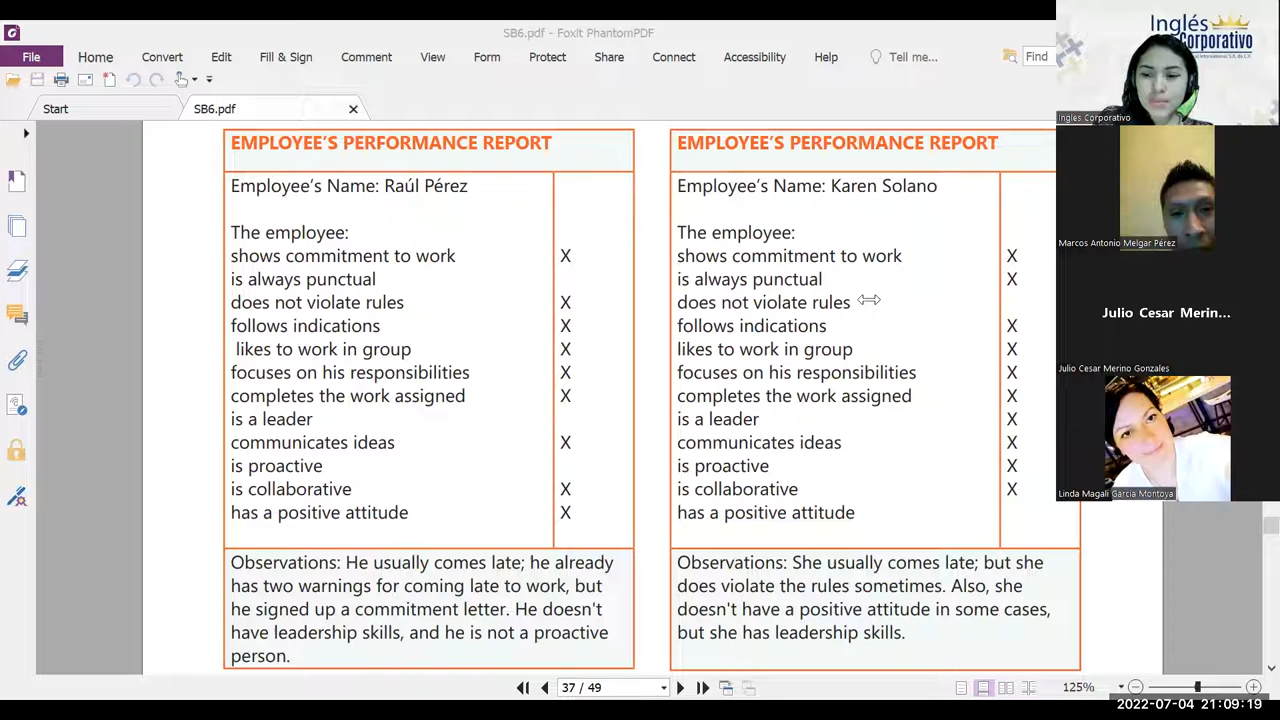 SB6.pdf - Foxit PhantomPDF
File Home Convert Edit Fill & Sign Comment View Form Protect Share Connect Accessibility Help Tell me... Find
Start SB6.pdf
EMPLOYEE'S PERFORMANCE REPORT
Employee's Name: Raúl Pérez
The employee:
shows commitment to work X
is always punctual
does not violate rules X
follows indications X
likes to work in group X
focuses on his responsibilities X
completes the work assigned X
is a leader
communicates ideas X
is proactive
is collaborative X
has a positive attitude X
Observations: He usually comes late; he already
has two warnings for coming late to work, but
he signed up a commitment letter. He doesn't
have leadership skills, and he is not a proactive
person.
EMPLOYEE'S PERFORMANCE REPORT
Employee's Name: Karen Solano
The employee:
shows commitment to work X
is always punctual X
does not violate rules
follows indications X
likes to work in group X
focuses on his responsibilities X
completes the work assigned X
is a leader X
communicates ideas X
is proactive X
is collaborative X
has a positive attitude
Observations: She usually comes late; but she
does violate the rules sometimes. Also, she
doesn't have a positive attitude in some cases,
but she has leadership skills.
Inglés
Corporativo
Ingles Corporativo
Marcos Antonio Melgar Pérez
Julio Cesar Merin...
Julio Cesar Merino Gonzales
Linda Magali Garcia Montoya
37 / 49
125%
2022-07-04 21:09:19